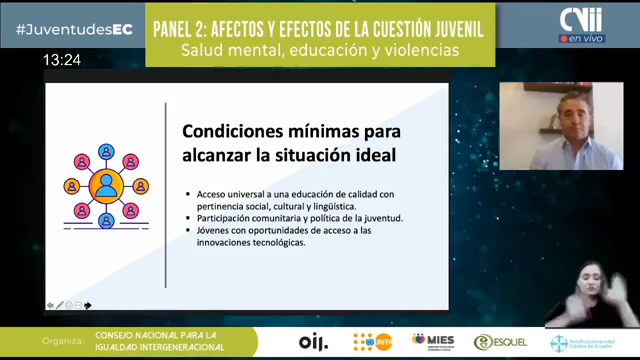 #JuventudesEC
PANEL 2: AFECTOS Y EFECTOS DE LA CUESTIÓN JUVENIL
Salud mental, educación y violencias
CNii
en vivo
13:24
Condiciones mínimas para
alcanzar la situación ideal
▪ Acceso universal a una educación de calidad con
pertinencia social, cultural y lingüística.
▪ Participación comunitaria y política de la juventud.
▪ Jóvenes con oportunidades de acceso a las
innovaciones tecnológicas.
Organiza:
CONSEJO NACIONAL PARA LA
IGUALDAD INTERGENERACIONAL
oij.
UNFPA
MIES
ESQUEL
Pontificia Universidad
Católica del Ecuador